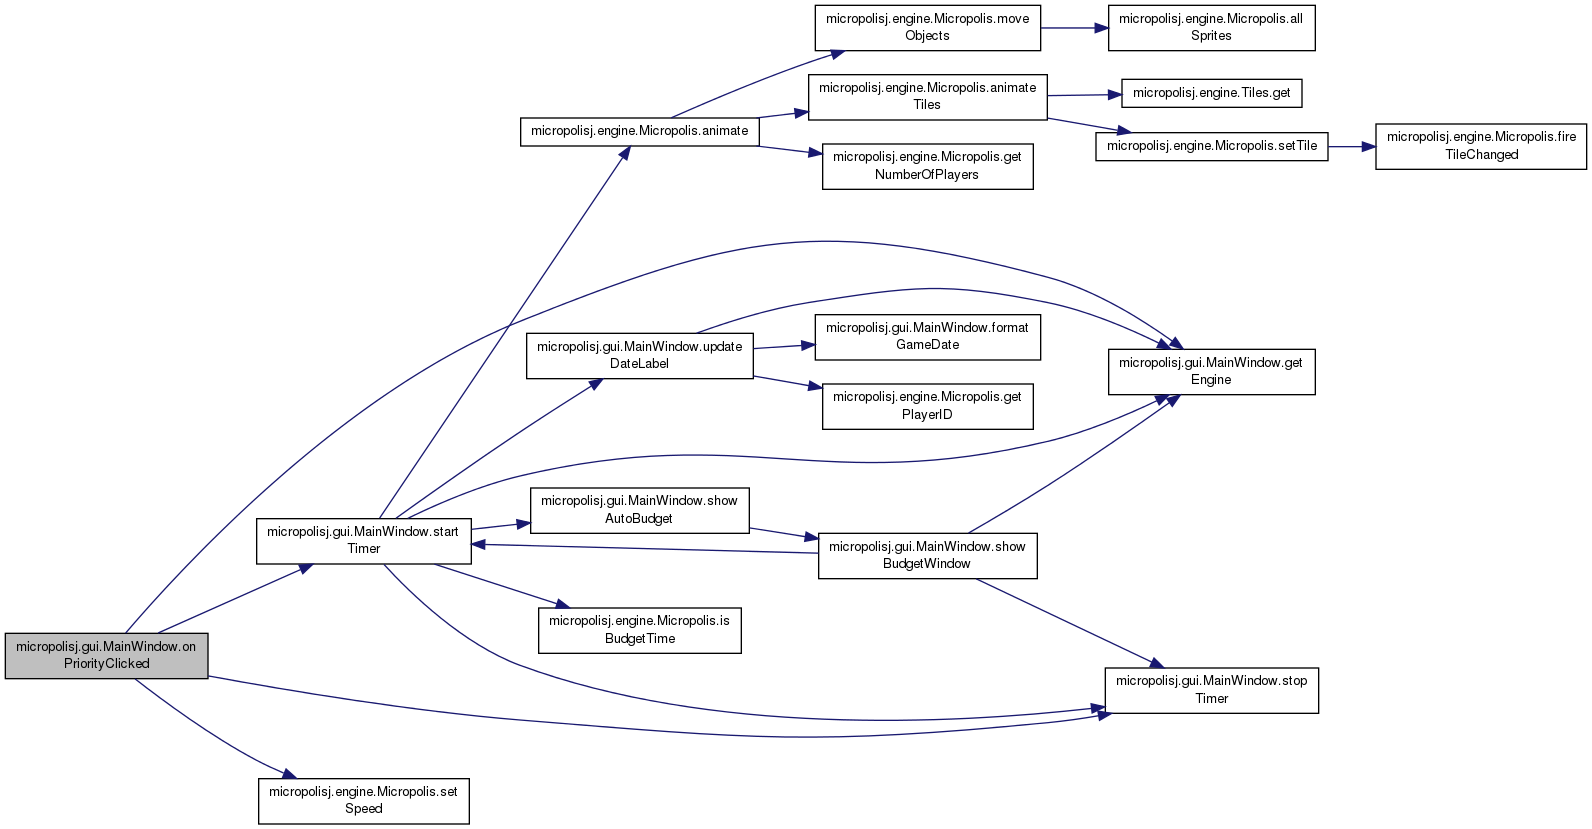 micropolisj.engine.Micropolis.move
Objects
micropolisj.engine.Micropolis.all
Sprites
micropolisj.engine.Micropolis.animate
Tiles
micropolisj.engine.Tiles.get
micropolisj.engine.Micropolis.animate
micropolisj.engine.Micropolis.setTile
micropolisj.engine.Micropolis.fire
TileChanged
micropolisj.engine.Micropolis.get
NumberOfPlayers
micropolisj.gui.MainWindow.update
DateLabel
micropolisj.gui.MainWindow.format
GameDate
micropolisj.gui.MainWindow.get
Engine
micropolisj.engine.Micropolis.get
PlayerID
micropolisj.gui.MainWindow.start
Timer
micropolisj.gui.MainWindow.show
AutoBudget
micropolisj.gui.MainWindow.show
BudgetWindow
micropolisj.engine.Micropolis.is
BudgetTime
micropolisj.gui.MainWindow.on
PriorityClicked
micropolisj.gui.MainWindow.stop
Timer
micropolisj.engine.Micropolis.set
Speed